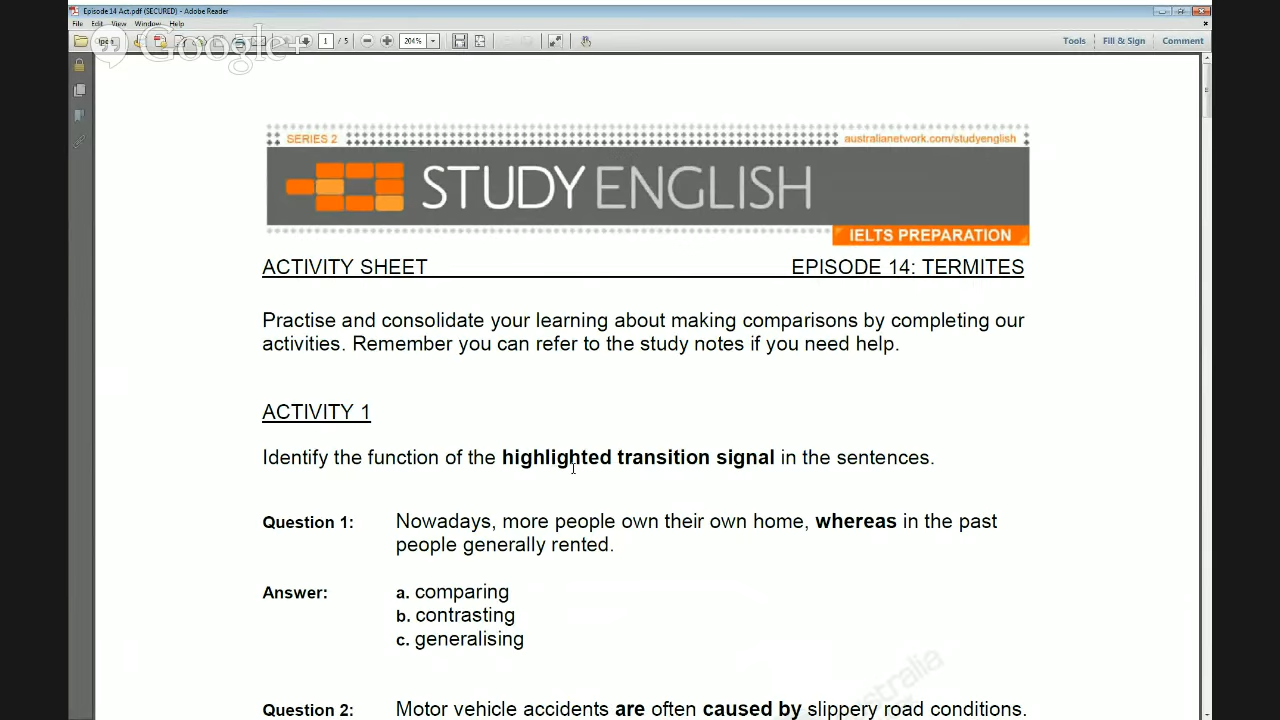 Episode 14 Act.pdf (SECURED) - Adobe Reader
File Edit View Window Help
Google+
1 / 5
204%
Tools Fill & Sign Comment
SERIES 2
australianetwork.com/studyenglish
STUDY ENGLISH
IELTS PREPARATION
ACTIVITY SHEET EPISODE 14: TERMITES
Practise and consolidate your learning about making comparisons by completing our
activities. Remember you can refer to the study notes if you need help.
ACTIVITY 1
Identify the function of the highlighted transition signal in the sentences.
Question 1: Nowadays, more people own their own home, whereas in the past
people generally rented.
Answer: a. comparing
b. contrasting
c. generalising
Question 2: Motor vehicle accidents are often caused by slippery road conditions.